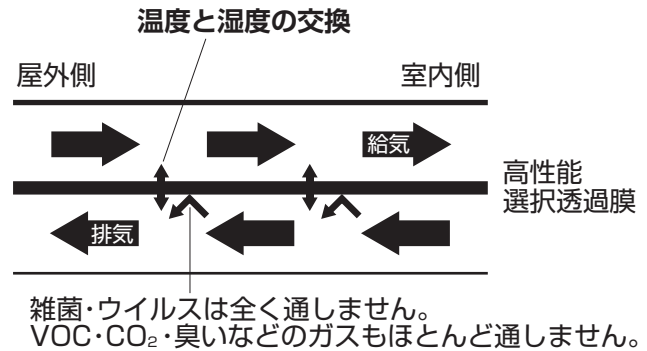 温度と湿度の交換
屋外側
室内側
給気
高性能
選択透過膜
排気
雑菌･ウイルスは全く通しません。
VOC･CO₂･臭いなどのガスもほとんど通しません。